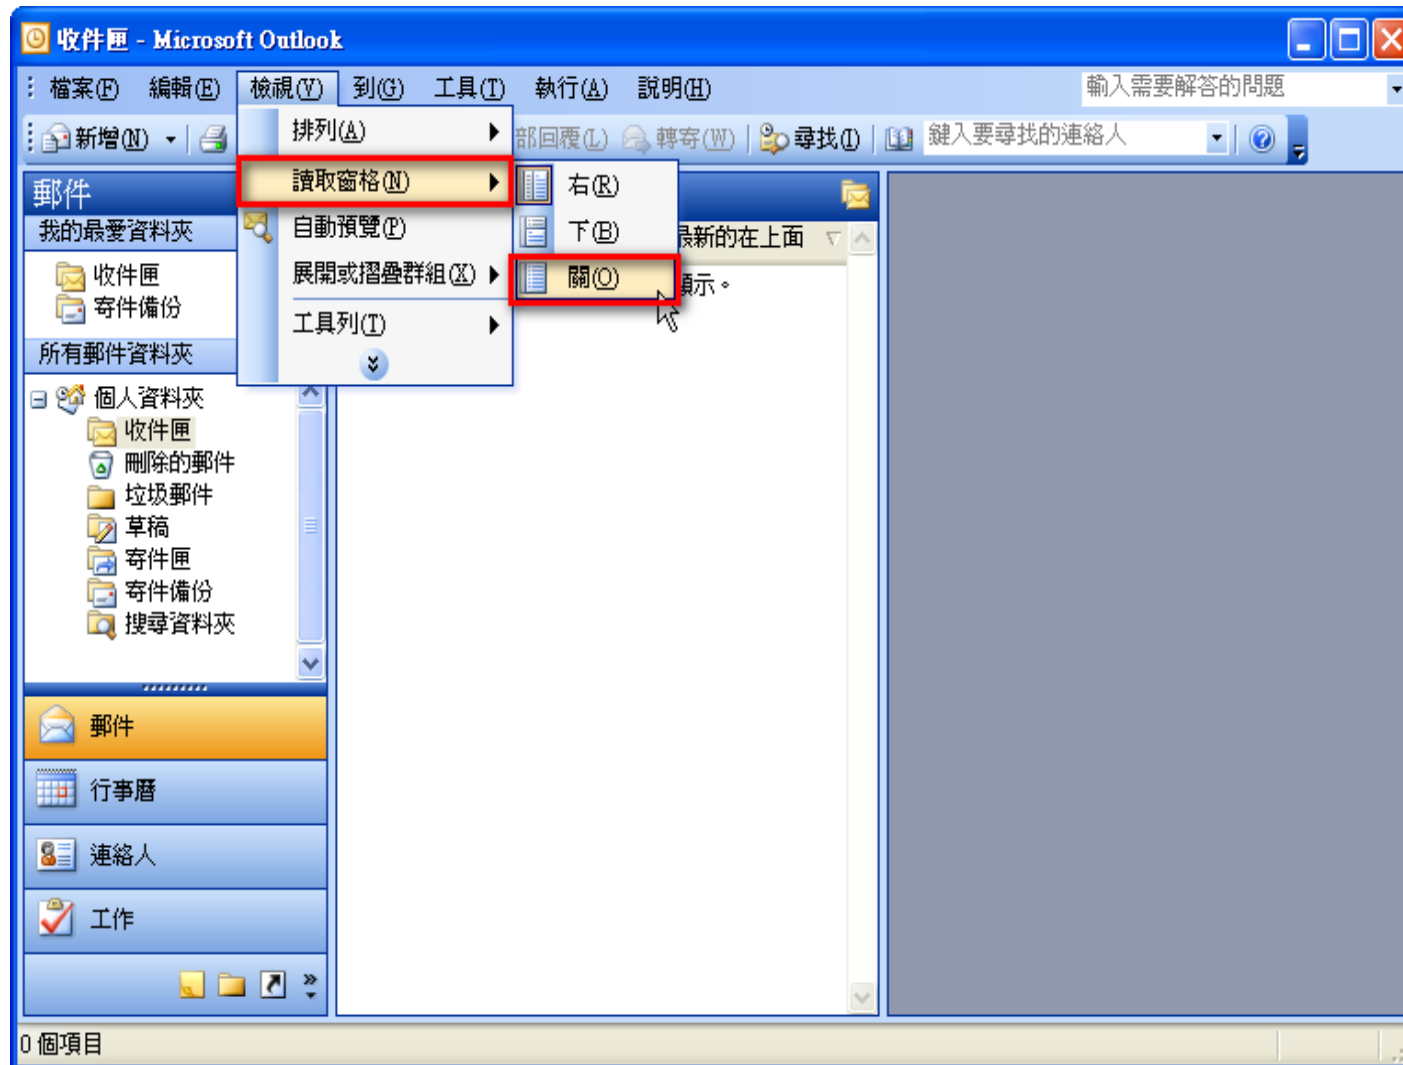 收件匣 - Microsoft Outlook
檔案(F) 編輯(E) 檢視(V) 到(G) 工具(T) 執行(A) 說明(H) 輸入需要解答的問題
新增(N) 部回覆(L) 轉寄(W) 尋找(I) 鍵入要尋找的連絡人
排列(A)
讀取窗格(N)
自動預覽(P)
展開或摺疊群組(X)
工具列(T)
右(R)
下(B)
關(O)
郵件
我的最愛資料夾
最新的在上面
收件匣
顯示。
寄件備份
所有郵件資料夾
個人資料夾
收件匣
刪除的郵件
垃圾郵件
草稿
寄件匣
寄件備份
搜尋資料夾
郵件
行事曆
連絡人
工作
0 個項目